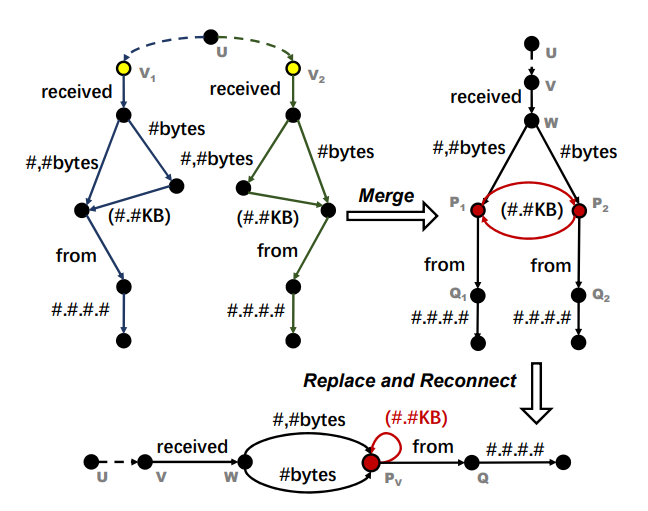 U
V1
V2
received
received
#,#bytes
#bytes
#,#bytes
#bytes
(#.#KB)
(#.#KB)
from
from
#.#.#.#
#.#.#.#
Merge
U
V
received
W
#,#bytes
#bytes
P1
(#.#KB)
P2
from
from
Q1
Q2
#.#.#.#
#.#.#.#
Replace and Reconnect
#,#bytes
(#.#KB)
received
from
#.#.#.#
U
V
W
#bytes
PV
Q